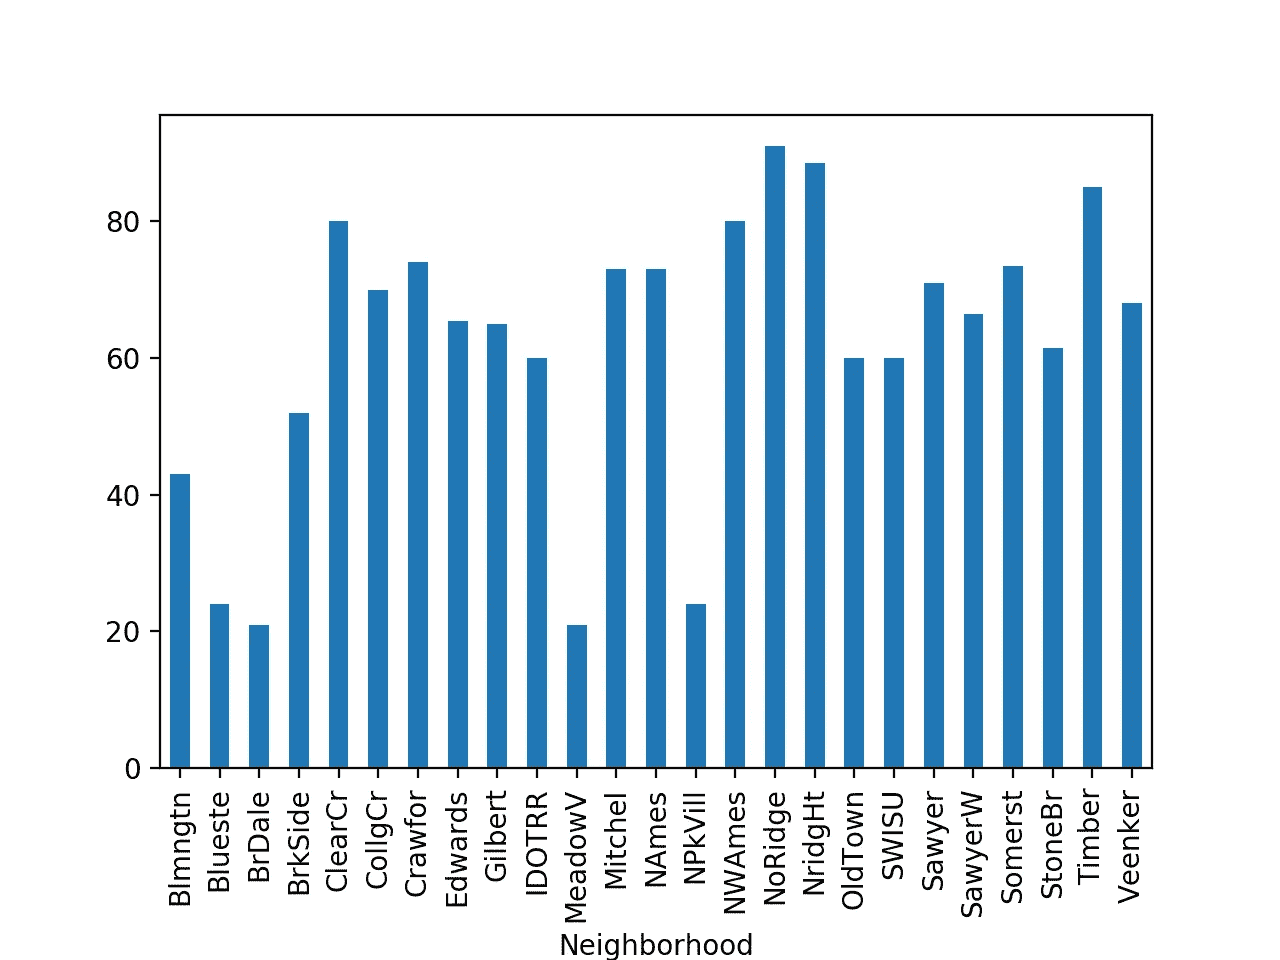 80
60
40
20
0
Blmngtn
Blueste
BrDale
BrkSide
ClearCr
CollgCr
Crawfor
Edwards
Gilbert
IDOTRR
MeadowV
Mitchel
NAmes
NPkVill
NWAmes
NoRidge
NridgHt
OldTown
SWISU
Sawyer
SawyerW
Somerst
StoneBr
Timber
Veenker
Neighborhood